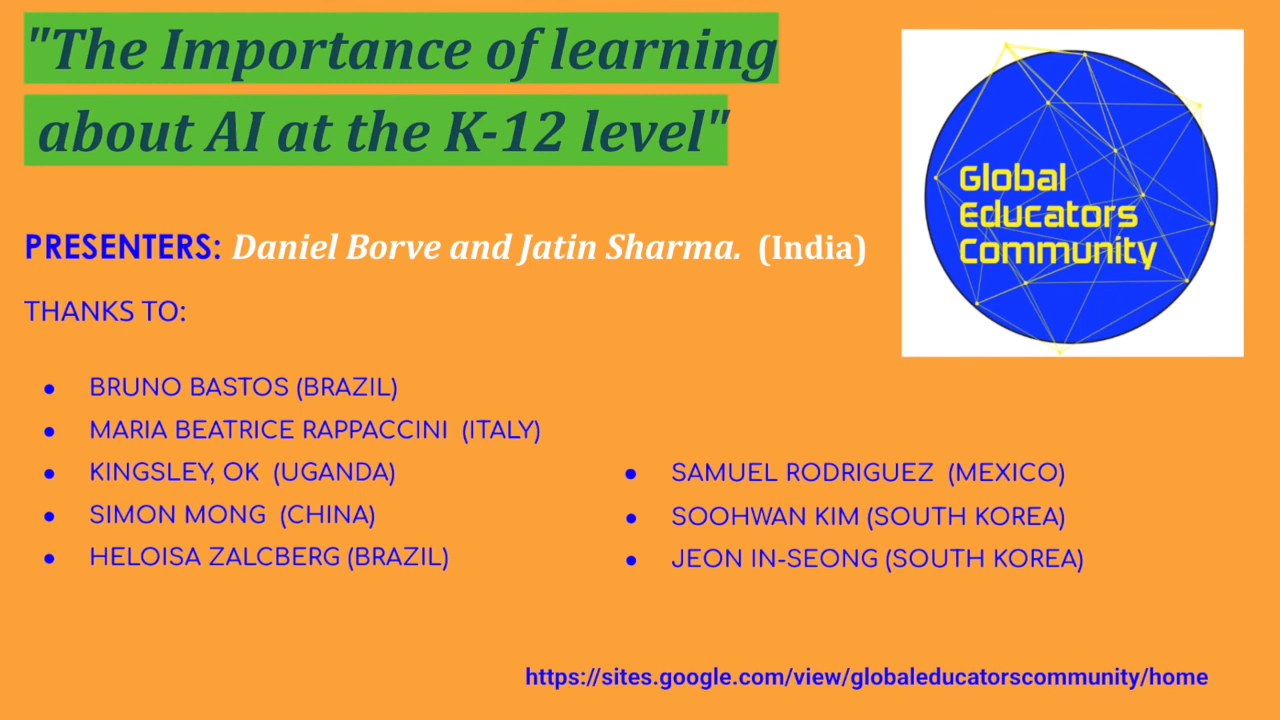 "The Importance of learning
about AI at the K-12 level"
Global
Educators
Community
PRESENTERS: Daniel Borve and Jatin Sharma. (India)
THANKS TO:
● BRUNO BASTOS (BRAZIL)
● MARIA BEATRICE RAPPACCINI (ITALY)
● KINGSLEY, OK (UGANDA)
● SIMON MONG (CHINA)
● HELOISA ZALCBERG (BRAZIL)
● SAMUEL RODRIGUEZ (MEXICO)
● SOOHWAN KIM (SOUTH KOREA)
● JEON IN-SEONG (SOUTH KOREA)
https://sites.google.com/view/globaleducatorscommunity/home